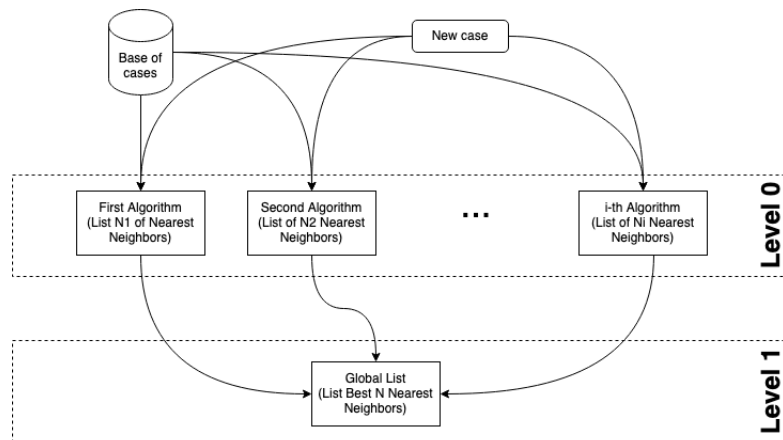 Base of
cases
New case
First Algorithm
(List N1 of Nearest
Neighbors)
Second Algorithm
(List of N2 Nearest
Neighbors)
...
i-th Algorithm
(List of Ni Nearest
Neighbors)
Level 0
Global List
(List Best N Nearest
Neighbors)
Level 1